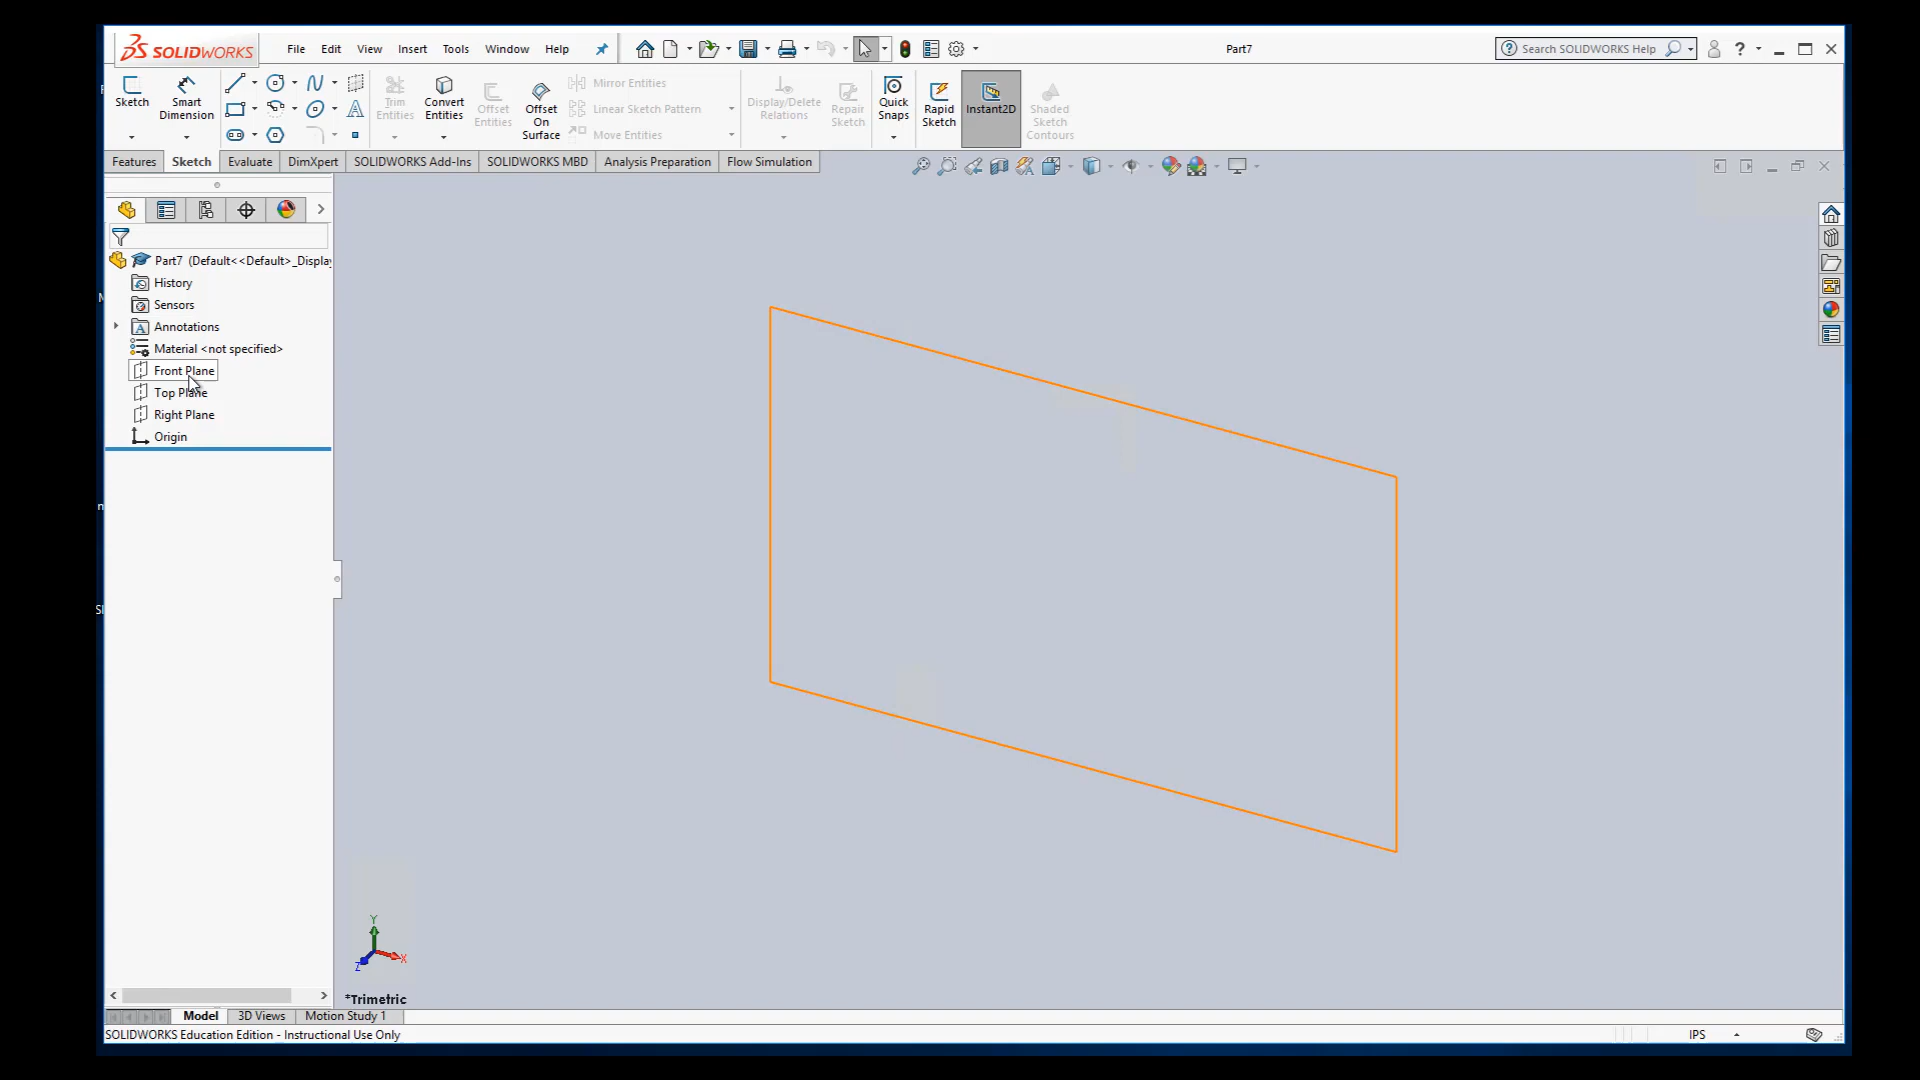 SOLIDWORKS File Edit View Insert Tools Window Help Part7 Search SOLIDWORKS Help ?
Sketch
Smart Dimension
Trim Entities
Convert Entities
Offset Entities
Offset On Surface
Mirror Entities
Linear Sketch Pattern
Move Entities
Display/Delete Relations
Repair Sketch
Quick Snaps
Rapid Sketch
Instant2D
Shaded Sketch Contours
Features Sketch Evaluate DimXpert SOLIDWORKS Add-Ins SOLIDWORKS MBD Analysis Preparation Flow Simulation
Part7 (Default<<Default>_Displa
History
Sensors
Annotations
Material <not specified>
Front Plane
Top Plane
Right Plane
Origin
Y
X
Z
*Trimetric
Model 3D Views Motion Study 1
SOLIDWORKS Education Edition - Instructional Use Only IPS